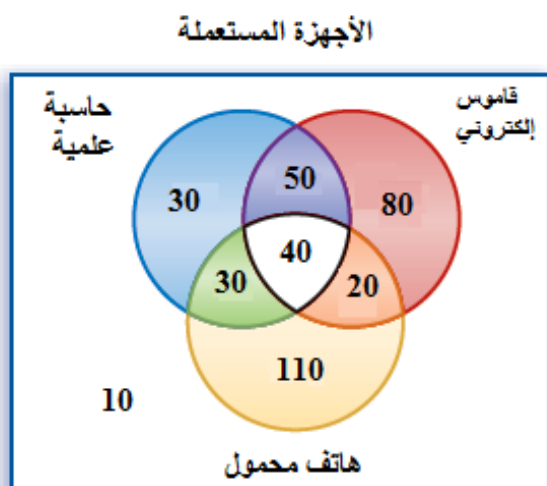 الأجهزة المستعملة
قاموس
إلكتروني
حاسبة
علمية
50
30
80
40
30
20
110
10
هاتف محمول